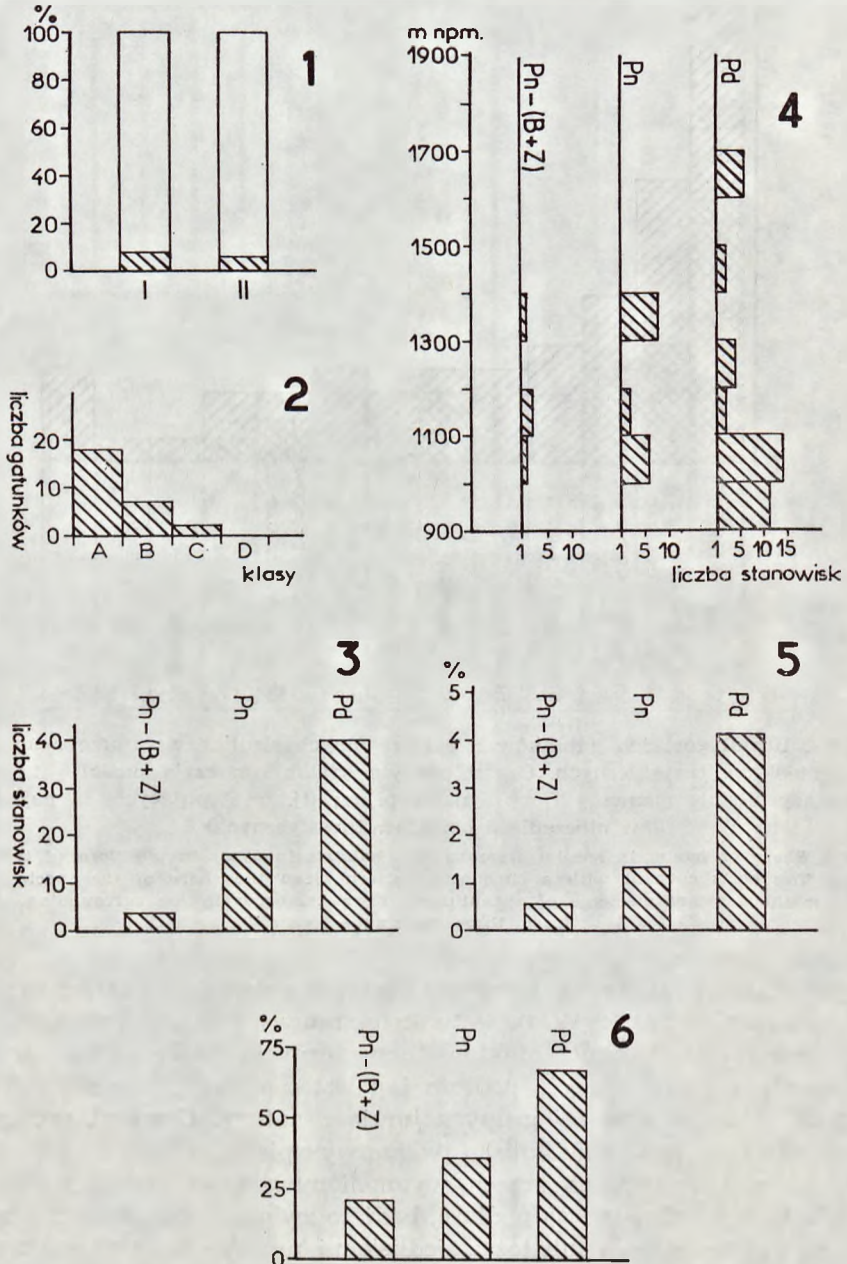 %
100
80
60
40
20
0
I II
1
liczba gatunków
20
10
0
A B C D
klasy
2
liczba stanowisk
40
30
20
10
0
Pn-(B+Z)
Pn
Pd
3
m npm.
1900
1700
1500
1300
1100
900
Pn-(B+Z)
Pn
Pd
4
1 5 10 1 5 10 1 5 10 15
liczba stanowisk
%
5
4
3
2
1
0
Pn-(B+Z)
Pn
Pd
5
%
75
50
25
0
Pn-(B+Z)
Pn
Pd
6